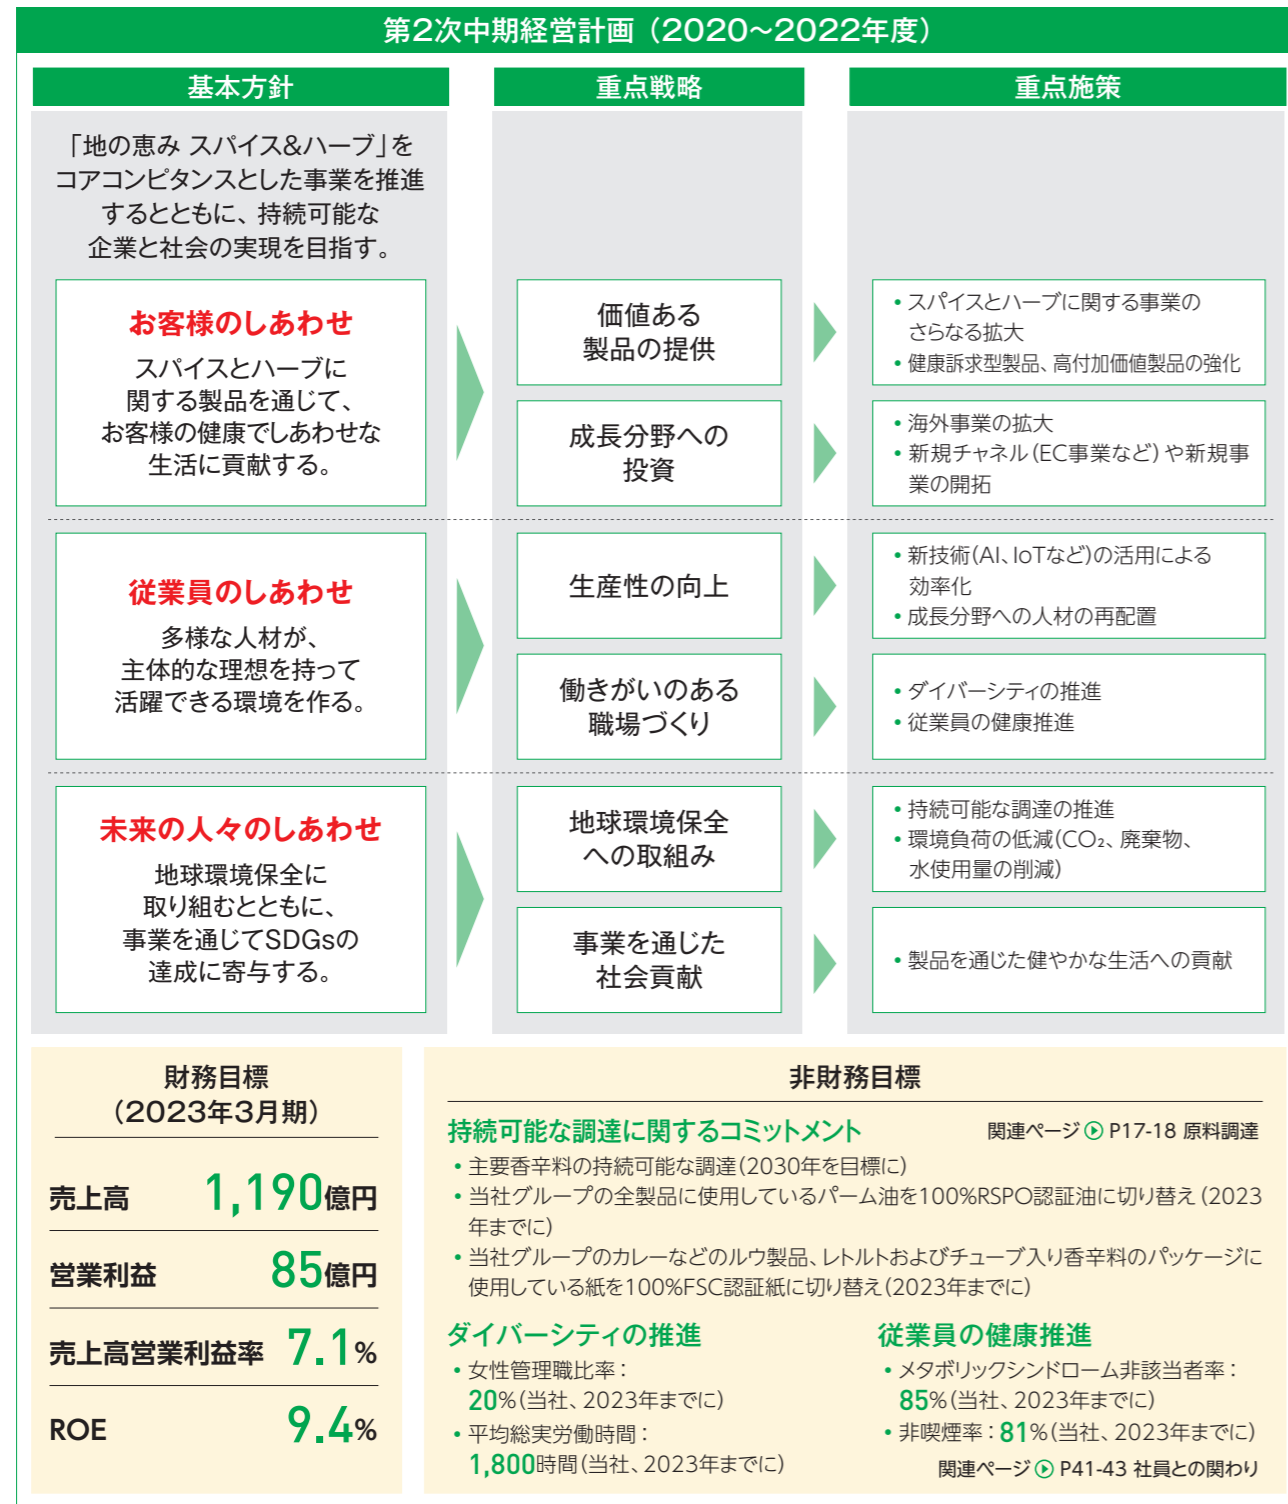 第2次中期経営計画（2020～2022年度）
基本方針
重点戦略
重点施策
「地の恵み スパイス&ハーブ」を
コアコンピタンスとした事業を推進
するとともに、持続可能な
企業と社会の実現を目指す。
お客様のしあわせ
スパイスとハーブに
関する製品を通じて、
お客様の健康でしあわせな
生活に貢献する。
価値ある
製品の提供
• スパイスとハーブに関する事業の
さらなる拡大
• 健康訴求型製品、高付加価値製品の強化
成長分野への
投資
• 海外事業の拡大
• 新規チャネル（EC事業など）や新規事
業の開拓
従業員のしあわせ
多様な人材が、
主体的な理想を持って
活躍できる環境を作る。
生産性の向上
• 新技術(AI、IoTなど)の活用による
効率化
• 成長分野への人材の再配置
働きがいのある
職場づくり
• ダイバーシティの推進
• 従業員の健康推進
未来の人々のしあわせ
地球環境保全に
取り組むとともに、
事業を通じてSDGsの
達成に寄与する。
地球環境保全
への取組み
• 持続可能な調達の推進
• 環境負荷の低減(CO₂、廃棄物、
水使用量の削減)
事業を通じた
社会貢献
• 製品を通じた健やかな生活への貢献
財務目標
（2023年3月期）
売上高 1,190億円
営業利益 85億円
売上高営業利益率 7.1%
ROE 9.4%
非財務目標
持続可能な調達に関するコミットメント 関連ページ P17-18 原料調達
• 主要香辛料の持続可能な調達(2030年を目標に)
• 当社グループの全製品に使用しているパーム油を100%RSPO認証油に切り替え(2023
年までに)
• 当社グループのカレーなどのルウ製品、レトルトおよびチューブ入り香辛料のパッケージに
使用している紙を100%FSC認証紙に切り替え(2023年までに)
ダイバーシティの推進
• 女性管理職比率：
20%(当社、2023年までに)
• 平均総実労働時間：
1,800時間(当社、2023年までに)
従業員の健康推進
• メタボリックシンドローム非該当者率：
85%(当社、2023年までに)
• 非喫煙率：81%(当社、2023年までに)
関連ページ P41-43 社員との関わり